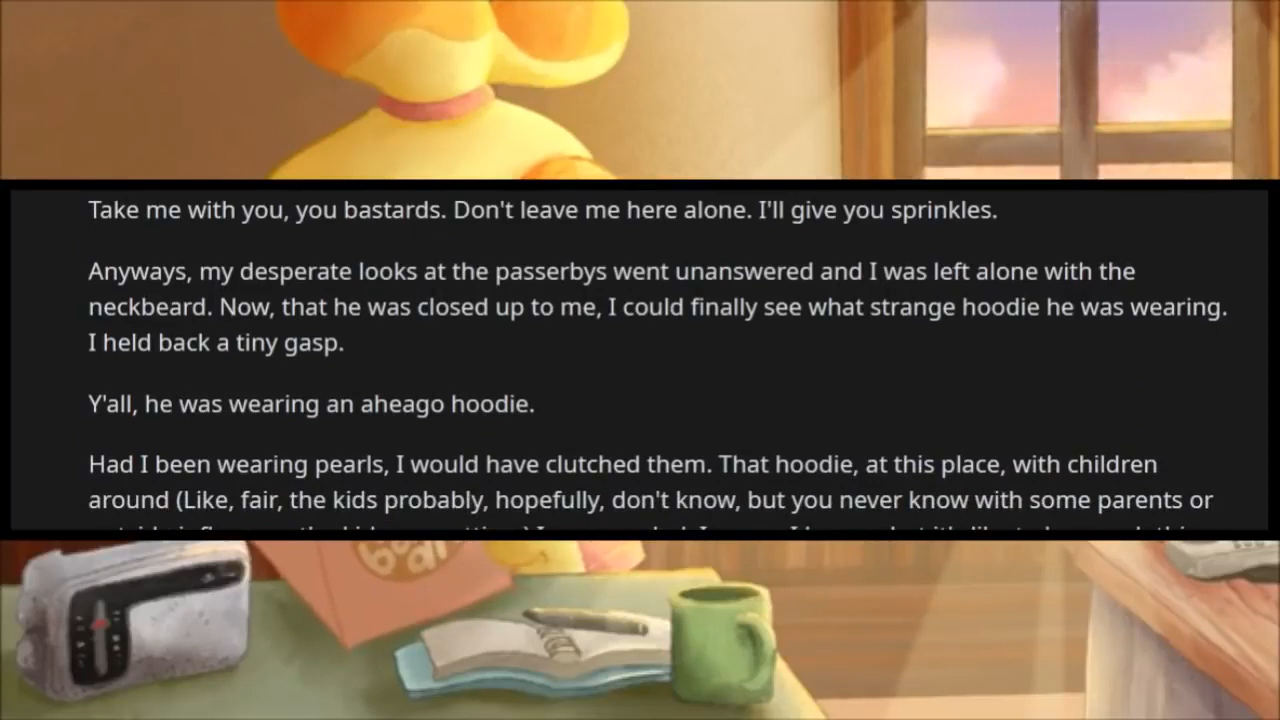 Take me with you, you bastards. Don't leave me here alone. I'll give you sprinkles.
Anyways, my desperate looks at the passerbys went unanswered and I was left alone with the
neckbeard. Now, that he was closed up to me, I could finally see what strange hoodie he was wearing.
I held back a tiny gasp.
Y'all, he was wearing an aheago hoodie.
Had I been wearing pearls, I would have clutched them. That hoodie, at this place, with children
around (Like, fair, the kids probably, hopefully, don't know, but you never know with some parents or